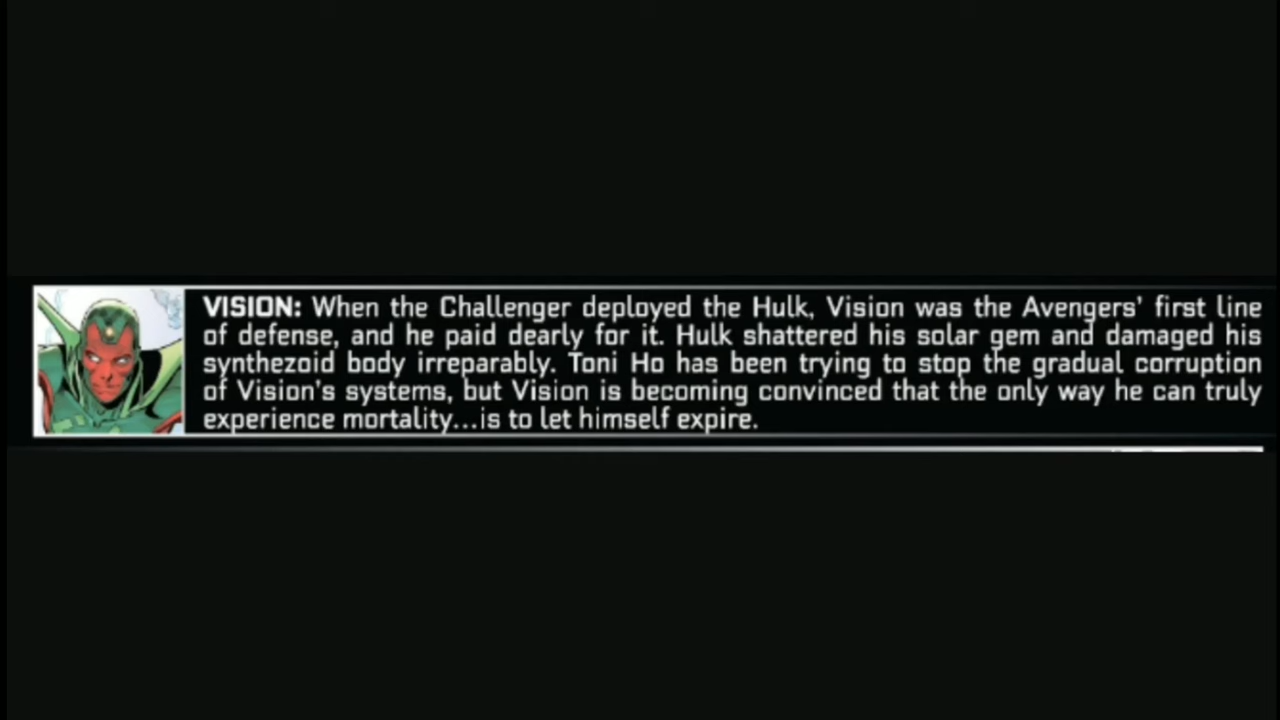 VISION: When the Challenger deployed the Hulk, Vision was the Avengers' first line
of defense, and he paid dearly for it. Hulk shattered his solar gem and damaged his
synthezoid body irreparably. Toni Ho has been trying to stop the gradual corruption
of Vision's systems, but Vision is becoming convinced that the only way he can truly
experience mortality...is to let himself expire.